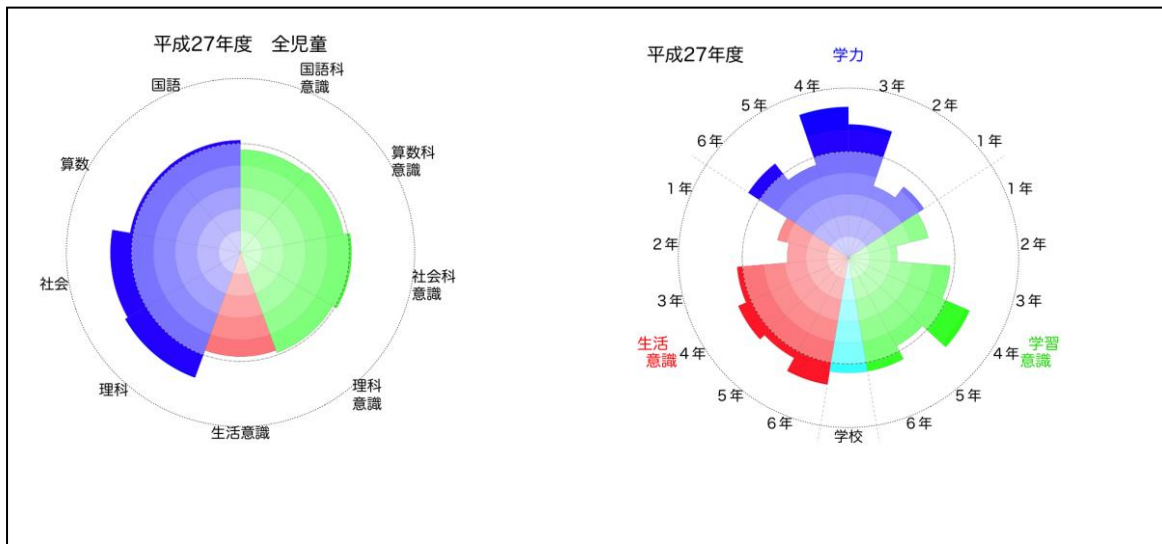 平成27年度　全児童
国語
国語科
意識
算数
算数科
意識
社会
社会科
意識
理科
理科
意識
生活意識
平成27年度
学力
4年
3年
5年
2年
6年
1年
1年
1年
2年
2年
3年
3年
生活
意識
4年
4年
学習
意識
5年
5年
6年
6年
学校